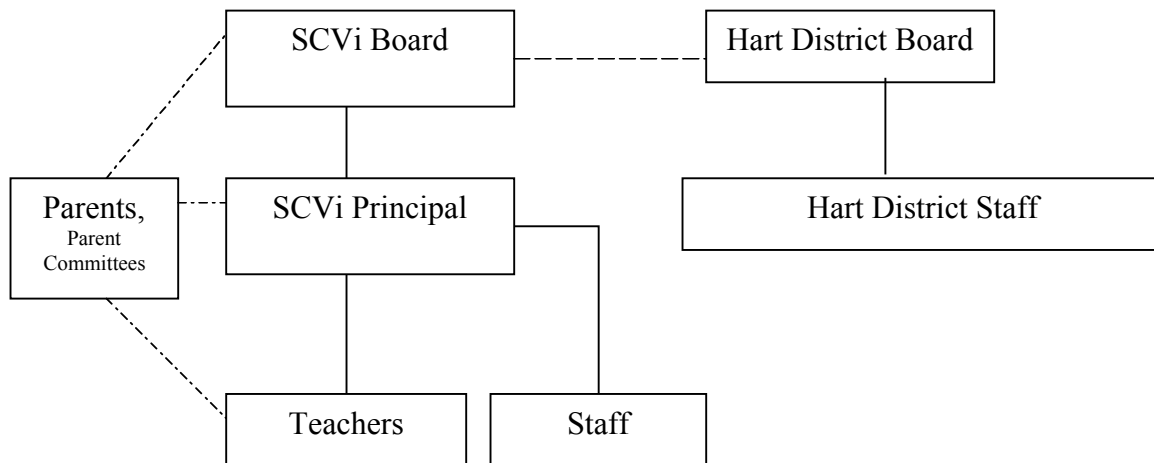 SCVi Board
Hart District Board
Parents,
Parent
Committees
SCVi Principal
Hart District Staff
Teachers
Staff